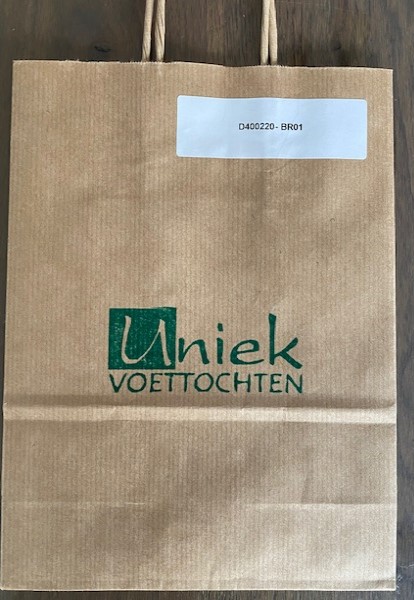 D400220- BR01
Uniek
VOETTOCHTEN